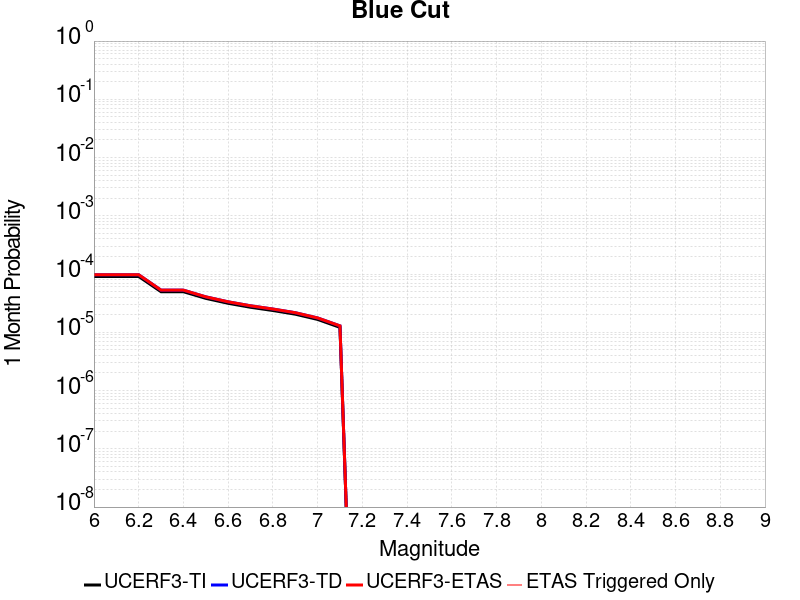 Blue Cut
10^0
10^-1
10^-2
10^-3
10^-4
10^-5
10^-6
10^-7
10^-8
1 Month Probability
6 6.2 6.4 6.6 6.8 7 7.2 7.4 7.6 7.8 8 8.2 8.4 8.6 8.8 9
Magnitude
UCERF3-TI UCERF3-TD UCERF3-ETAS ETAS Triggered Only